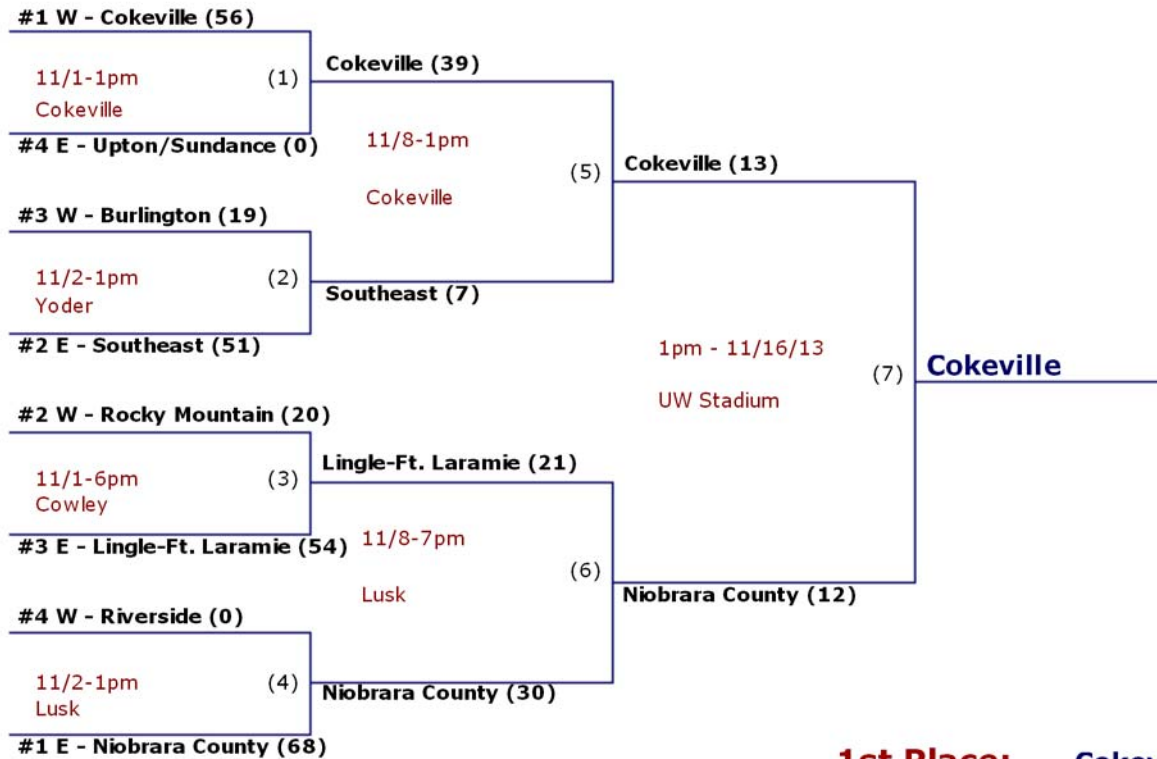 #1 W - Cokeville (56)
11/1-1pm
Cokeville
(1)
#4 E - Upton/Sundance (0)
#3 W - Burlington (19)
11/2-1pm
Yoder
(2)
#2 E - Southeast (51)
#2 W - Rocky Mountain (20)
11/1-6pm
Cowley
(3)
#3 E - Lingle-Ft. Laramie (54)
#4 W - Riverside (0)
11/2-1pm
Lusk
(4)
#1 E - Niobrara County (68)
Cokeville (39)
11/8-1pm
Cokeville
(5)
Southeast (7)
Lingle-Ft. Laramie (21)
11/8-7pm
Lusk
(6)
Niobrara County (30)
Cokeville (13)
1pm - 11/16/13
UW Stadium
(7)
Niobrara County (12)
Cokeville
1st Place: